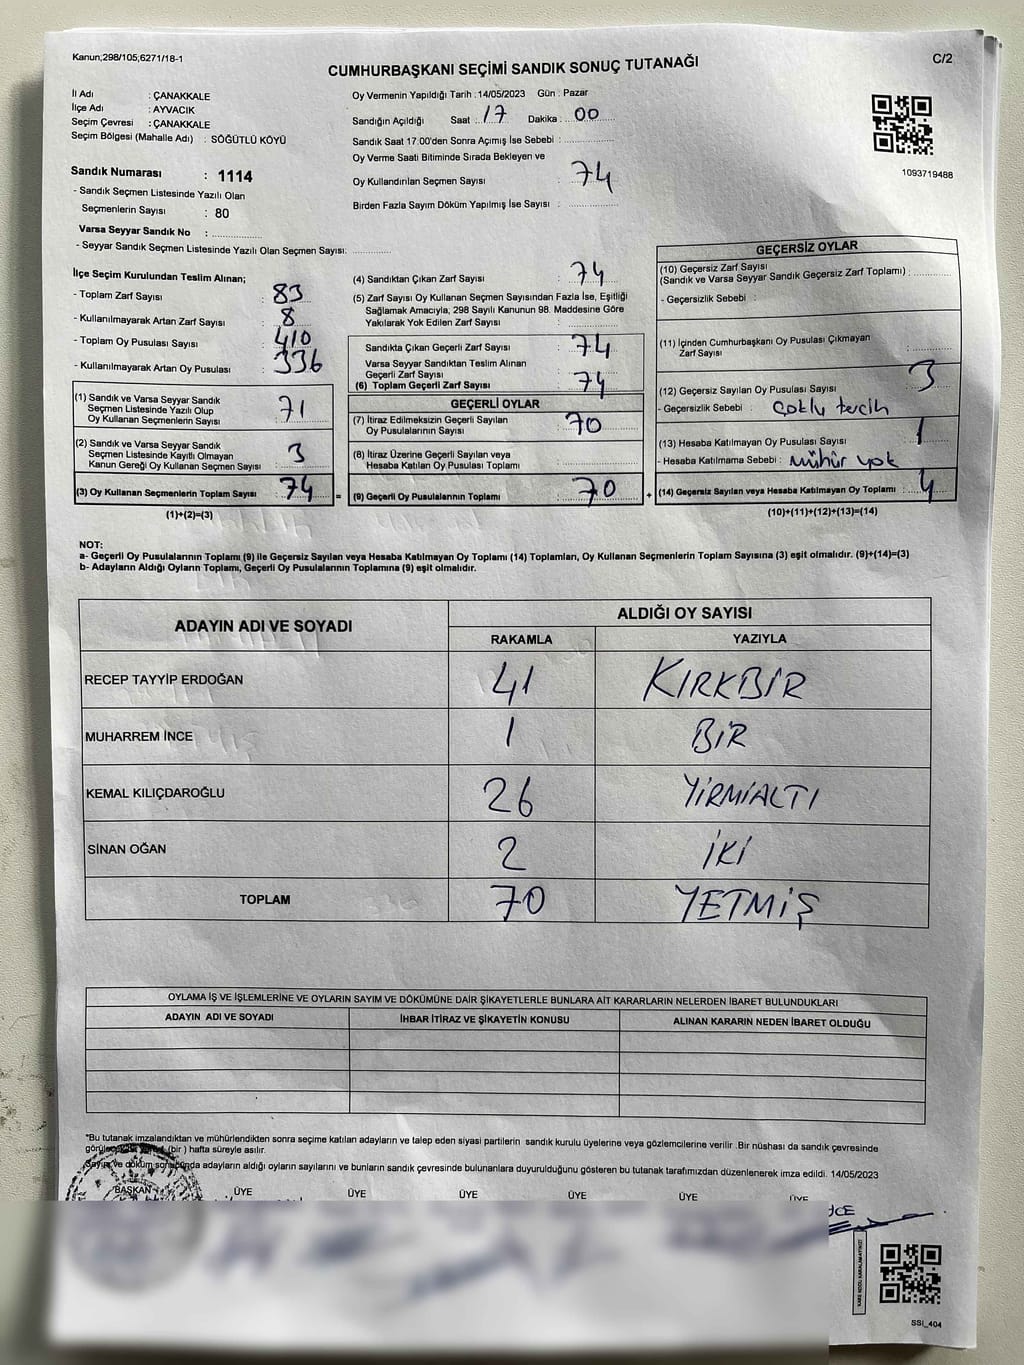 Kanun;298/105;6271/18-1
C/2
CUMHURBAŞKANI SEÇİMİ SANDIK SONUÇ TUTANAĞI
İl Adı : ÇANAKKALE
İlçe Adı : AYVACIK
Seçim Çevresi : ÇANAKKALE
Seçim Bölgesi (Mahalle Adı) : SÖĞÜTLÜ KÖYÜ
Sandık Numarası : 1114
- Sandık Seçmen Listesinde Yazılı Olan
Seçmenlerin Sayısı : 80
Varsa Seyyar Sandık No :
- Seyyar Sandık Seçmen Listesinde Yazılı Olan Seçmen Sayısı:
Oy Vermenin Yapıldığı Tarih :14/05/2023 Gün : Pazar
Sandığın Açıldığı Saat : 17 Dakika : 00
Sandık Saat 17:00'den Sonra Açımış İse Sebebi :
Oy Verme Saati Bitiminde Sırada Bekleyen ve
Oy Kullandırılan Seçmen Sayısı : 74
Birden Fazla Sayım Döküm Yapılmış İse Sayısı :
1093719488
İlçe Seçim Kurulundan Teslim Alınan;
- Toplam Zarf Sayısı : 83
- Kullanılmayarak Artan Zarf Sayısı : 8
- Toplam Oy Pusulası Sayısı : 410
- Kullanılmayarak Artan Oy Pusulası : 336
(1) Sandık ve Varsa Seyyar Sandık
Seçmen Listesinde Yazılı Olup
Oy Kullanan Seçmenlerin Sayısı : 71
(2) Sandık ve Varsa Seyyar Sandık
Seçmen Listesinde Kayıtlı Olmayan
Kanun Gereği Oy Kullanan Seçmen Sayısı : 3
(3) Oy Kullanan Seçmenlerin Toplam Sayısı : 74 =
(1)+(2)=(3)
(4) Sandıktan Çıkan Zarf Sayısı : 74
(5) Zarf Sayısı Oy Kullanan Seçmen Sayısından Fazla İse, Eşitliği
Sağlamak Amacıyla, 298 Sayılı Kanunun 98. Maddesine Göre
Yakılarak Yok Edilen Zarf Sayısı :
Sandıkta Çıkan Geçerli Zarf Sayısı : 74
Varsa Seyyar Sandıktan Teslim Alınan
Geçerli Zarf Sayısı :
(6) Toplam Geçerli Zarf Sayısı : 74
GEÇERLİ OYLAR
(7) İtiraz Edilmeksizin Geçerli Sayılan
Oy Pusulalarının Sayısı : 70
(8) İtiraz Üzerine Geçerli Sayılan veya
Hesaba Katılan Oy Pusulası Toplamı :
(9) Geçerli Oy Pusulalarının Toplamı : 70 +
GEÇERSİZ OYLAR
(10) Geçersiz Zarf Sayısı
(Sandık ve Varsa Seyyar Sandık Geçersiz Zarf Toplamı) :
- Geçersizlik Sebebi :
(11) İçinden Cumhurbaşkanı Oy Pusulası Çıkmayan
Zarf Sayısı :
(12) Geçersiz Sayılan Oy Pusulası Sayısı : 3
- Geçersizlik Sebebi : Çoklu tercih
(13) Hesaba Katılmayan Oy Pusulası Sayısı : 1
- Hesaba Katılmama Sebebi : Mühür yok
(14) Geçersiz Sayılan veya Hesaba Katılmayan Oy Toplamı : 4
(10)+(11)+(12)+(13)=(14)
NOT:
a- Geçerli Oy Pusulalarının Toplamı (9) ile Geçersiz Sayılan veya Hesaba Katılmayan Oy Toplamı (14) Toplamları, Oy Kullanan Seçmenlerin Toplam Sayısına (3) eşit olmalıdır. (9)+(14)=(3)
b- Adayların Aldığı Oyların Toplamı, Geçerli Oy Pusulalarının Toplamına (9) eşit olmalıdır.
ADAYIN ADI VE SOYADI
ALDIĞI OY SAYISI
RAKAMLA YAZIYLA
RECEP TAYYİP ERDOĞAN 41 KIRKBİR
MUHARREM İNCE 1 BİR
KEMAL KILIÇDAROĞLU 26 YİRMİALTI
SİNAN OĞAN 2 İKİ
TOPLAM 70 YETMİŞ
OYLAMA İŞ VE İŞLEMLERİNE VE OYLARIN SAYIM VE DÖKÜMÜNE DAİR ŞİKAYETLERLE BUNLARA AİT KARARLARIN NELERDEN İBARET BULUNDUKLARI
ADAYIN ADI VE SOYADI İHBAR İTİRAZ VE ŞİKAYETİN KONUSU ALINAN KARARIN NEDEN İBARET OLDUĞU
*Bu tutanak imzalandıktan ve mühürlendikten sonra seçime katılan adayların ve talep eden siyasi partilerin sandık kurulu üyelerine veya gözlemcilerine verilir .Bir nüshası da sandık çevresinde
(bir ) hafta süreyle asılır.
ve döküm sonucunda adayların aldığı oyların sayılarını ve bunların sandık çevresinde bulunanlara duyurulduğunu gösteren bu tutanak tarafımızdan düzenlenerek imza edildi. 14/05/2023
BAŞKAN ÜYE ÜYE ÜYE ÜYE ÜYE ÜYE
KARE KODU KARALAMAYINIZ!
SSI_404